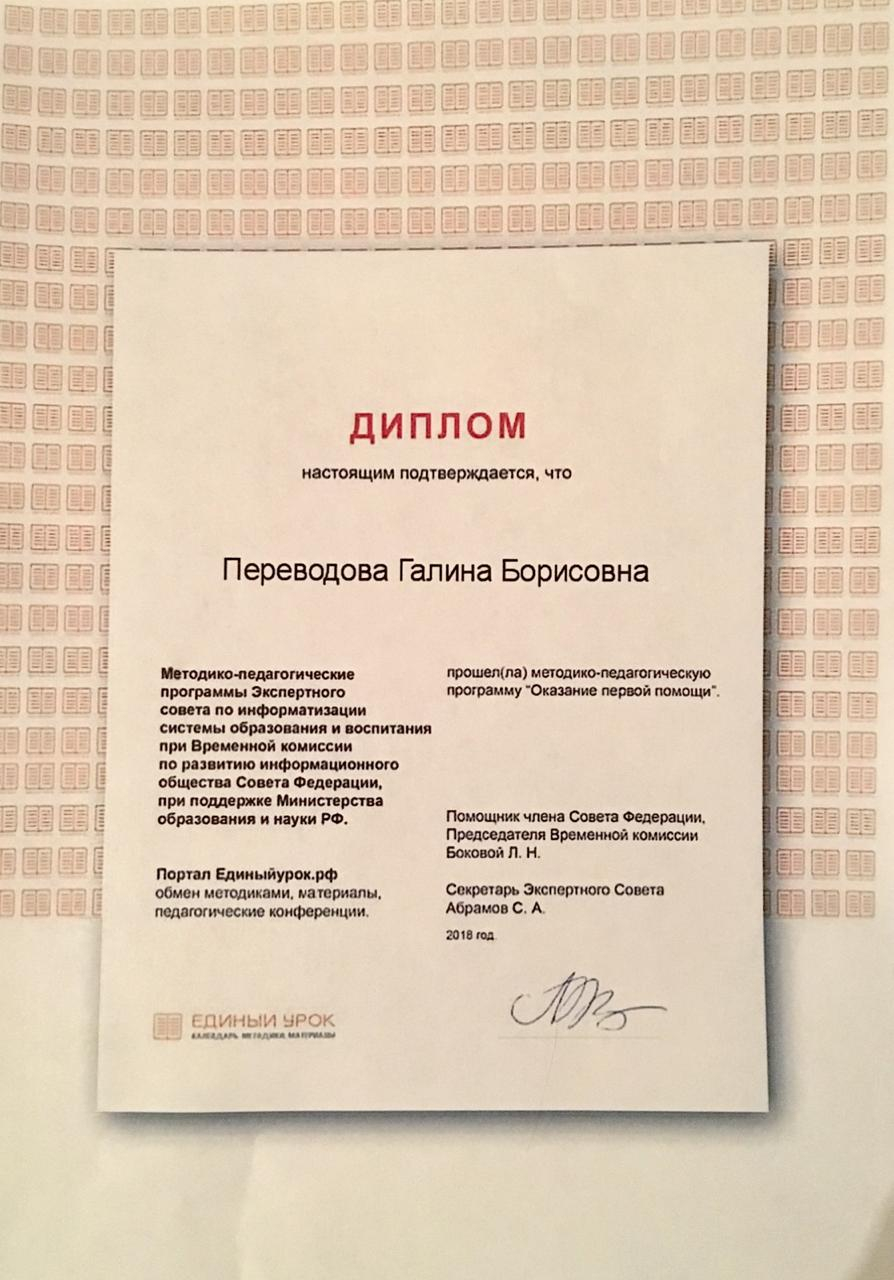 ДИПЛОМ
настоящим подтверждается, что
Переводова Галина Борисовна
Методико-педагогические
программы Экспертного
совета по информатизации
системы образования и воспитания
при Временной комиссии
по развитию информационного
общества Совета Федерации,
при поддержке Министерства
образования и науки РФ.
Портал Единыйурок.рф
обмен методиками, материалы,
педагогические конференции.
прошел(ла) методико-педагогическую
программу "Оказание первой помощи".
Помощник члена Совета Федерации,
Председателя Временной комиссии
Боковой Л. Н.
Секретарь Экспертного Совета
Абрамов С. А.
2018 год
ЕДИНЫЙ УРОК
КАЛЕНДАРЬ, МЕТОДИКИ, МАТЕРИАЛЫ